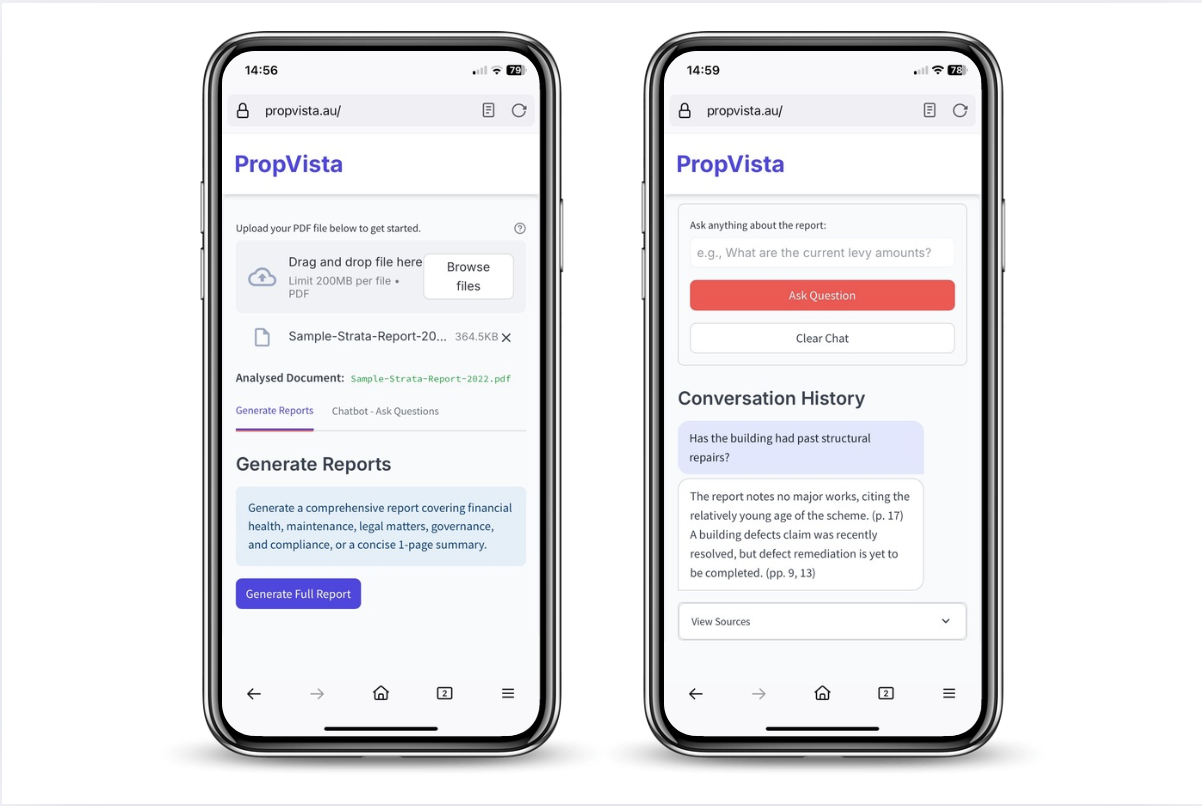 14:56
79
propvista.au/
PropVista
Upload your PDF file below to get started.
Drag and drop file here
Limit 200MB per file •
PDF
Browse
files
Sample-Strata-Report-20... 364.5KB
Analysed Document: Sample-Strata-Report-2022.pdf
Generate Reports
Chatbot - Ask Questions
Generate Reports
Generate a comprehensive report covering financial
health, maintenance, legal matters, governance,
and compliance, or a concise 1-page summary.
Generate Full Report
2
14:59
78
propvista.au/
PropVista
Ask anything about the report:
e.g., What are the current levy amounts?
Ask Question
Clear Chat
Conversation History
Has the building had past structural
repairs?
The report notes no major works, citing the
relatively young age of the scheme. (p. 17)
A building defects claim was recently
resolved, but defect remediation is yet to
be completed. (pp. 9, 13)
View Sources
2